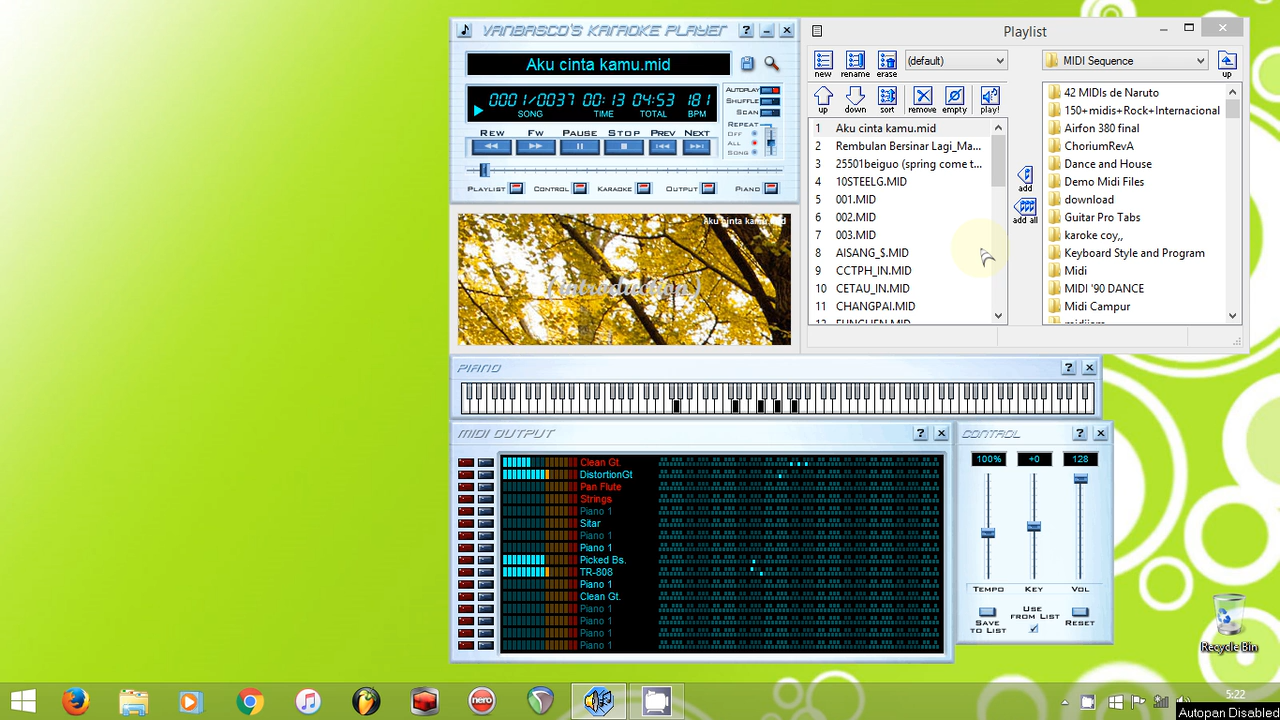 VANBASCO'S KARAOKE PLAYER
?
Aku cinta kamu.mid
0001/0037 00:13 04:53 181
SONG TIME TOTAL BPM
AUTOPLAY
SHUFFLE
SCAN
REPEAT
OFF
ALL
SONG
REW FW PAUSE STOP PREV NEXT
PLAYLIST CONTROL KARAOKE OUTPUT PIANO
Aku cinta kamu.mid
(Introduction)
Playlist
new rename erase (default)
up down sort remove empty play!
1 Aku cinta kamu.mid
2 Rembulan Bersinar Lagi_Ma...
3 25501beiguo (spring come t...
4 10STEELG.MID
5 001.MID
6 002.MID
7 003.MID
8 AISANG_S.MID
9 CCTPH_IN.MID
10 CETAU_IN.MID
11 CHANGPAI.MID
add
add all
MIDI Sequence
up
42 MIDIs de Naruto
150+midis+Rock+Internacional
Airfon 380 final
ChoriumRevA
Dance and House
Demo Midi Files
download
Guitar Pro Tabs
karoke coy,,
Keyboard Style and Program
Midi
MIDI '90 DANCE
Midi Campur
PIANO
?
MIDI OUTPUT
?
Clean Gt.
DistortionGt
Pan Flute
Strings
Piano 1
Sitar
Piano 1
Piano 1
Picked Bs.
TR-808
Piano 1
Clean Gt.
Piano 1
Piano 1
Piano 1
Piano 1
CONTROL
?
100% +0 128
TEMPO KEY VOL
SAVE TO LIST
USE FROM LIST
RESET
Recycle Bin
nero
5:22
Autopan Disabled